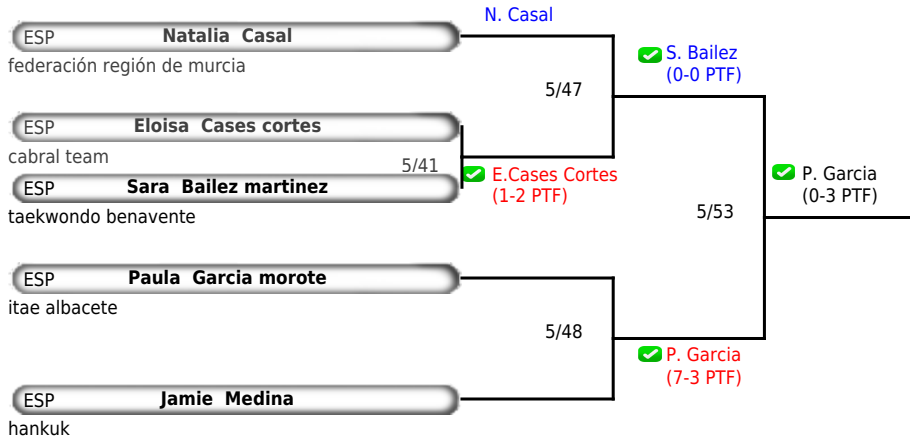 N. Casal
ESP Natalia Casal
federación región de murcia
S. Bailez
(0-0 PTF)
5/47
ESP Eloisa Cases cortes
cabral team
5/41
E.Cases Cortes
(1-2 PTF)
ESP Sara Bailez martinez
taekwondo benavente
P. Garcia
(0-3 PTF)
5/53
ESP Paula Garcia morote
itae albacete
5/48
P. Garcia
(7-3 PTF)
ESP Jamie Medina
hankuk